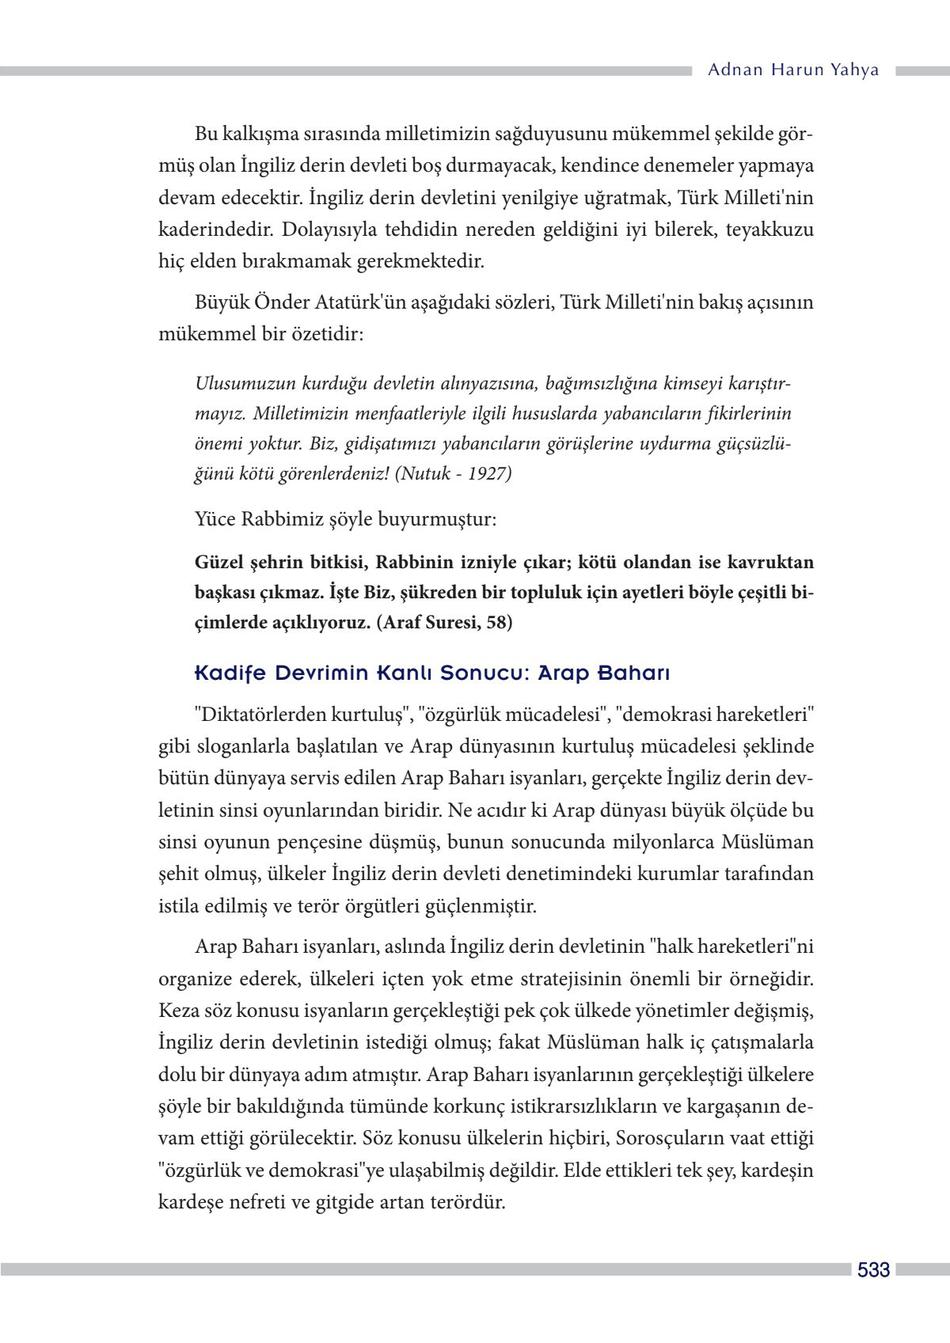 Adnan Harun Yahya
Bu kalkışma sırasında milletimizin sağduyusunu mükemmel şekilde gör-
müş olan İngiliz derin devleti boş durmayacak, kendince denemeler yapmaya
devam edecektir. İngiliz derin devletini yenilgiye uğratmak, Türk Milleti'nin
kaderindedir. Dolayısıyla tehdidin nereden geldiğini iyi bilerek, teyakkuzu
hiç elden bırakmamak gerekmektedir.
Büyük Önder Atatürk'ün aşağıdaki sözleri, Türk Milleti'nin bakış açısının
mükemmel bir özetidir:
Ulusumuzun kurduğu devletin alınyazısına, bağımsızlığına kimseyi karıştır-
mayız. Milletimizin menfaatleriyle ilgili hususlarda yabancıların fikirlerinin
önemi yoktur. Biz, gidişatımızı yabancıların görüşlerine uydurma güçsüzlü-
ğünü kötü görenlerdeniz! (Nutuk - 1927)
Yüce Rabbimiz şöyle buyurmuştur:
Güzel şehrin bitkisi, Rabbinin izniyle çıkar; kötü olandan ise kavruktan
başkası çıkmaz. İşte Biz, şükreden bir topluluk için ayetleri böyle çeşitli bi-
çimlerde açıklıyoruz. (Araf Suresi, 58)
Kadife Devrimin Kanlı Sonucu: Arap Baharı
"Diktatörlerden kurtuluş", "özgürlük mücadelesi", "demokrasi hareketleri"
gibi sloganlarla başlatılan ve Arap dünyasının kurtuluş mücadelesi şeklinde
bütün dünyaya servis edilen Arap Baharı isyanları, gerçekte İngiliz derin dev-
letinin sinsi oyunlarından biridir. Ne acıdır ki Arap dünyası büyük ölçüde bu
sinsi oyunun pençesine düşmüş, bunun sonucunda milyonlarca Müslüman
şehit olmuş, ülkeler İngiliz derin devleti denetimindeki kurumlar tarafından
istila edilmiş ve terör örgütleri güçlenmiştir.
Arap Baharı isyanları, aslında İngiliz derin devletinin "halk hareketleri"ni
organize ederek, ülkeleri içten yok etme stratejisinin önemli bir örneğidir.
Keza söz konusu isyanların gerçekleştiği pek çok ülkede yönetimler değişmiş,
İngiliz derin devletinin istediği olmuş; fakat Müslüman halk iç çatışmalarla
dolu bir dünyaya adım atmıştır. Arap Baharı isyanlarının gerçekleştiği ülkelere
şöyle bir bakıldığında tümünde korkunç istikrarsızlıkların ve kargaşanın de-
vam ettiği görülecektir. Söz konusu ülkelerin hiçbiri, Sorosçuların vaat ettiği
"özgürlük ve demokrasi"ye ulaşabilmiş değildir. Elde ettikleri tek şey, kardeşin
kardeşe nefreti ve gitgide artan terördür.
533